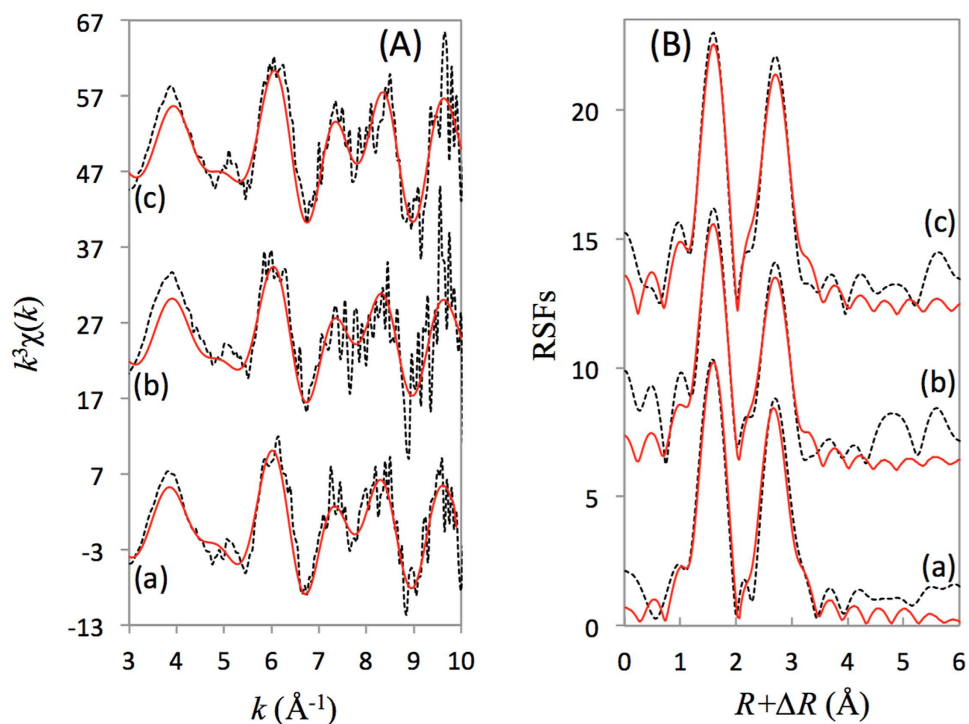 (A)
67
57
47
37
27
17
7
-3
-13
(c)
(b)
(a)
k³χ(k)
3 4 5 6 7 8 9 10
k (Å⁻¹)
(B)
20
15
10
5
0
(c)
(b)
(a)
RSFs
0 1 2 3 4 5 6
R+ΔR (Å)